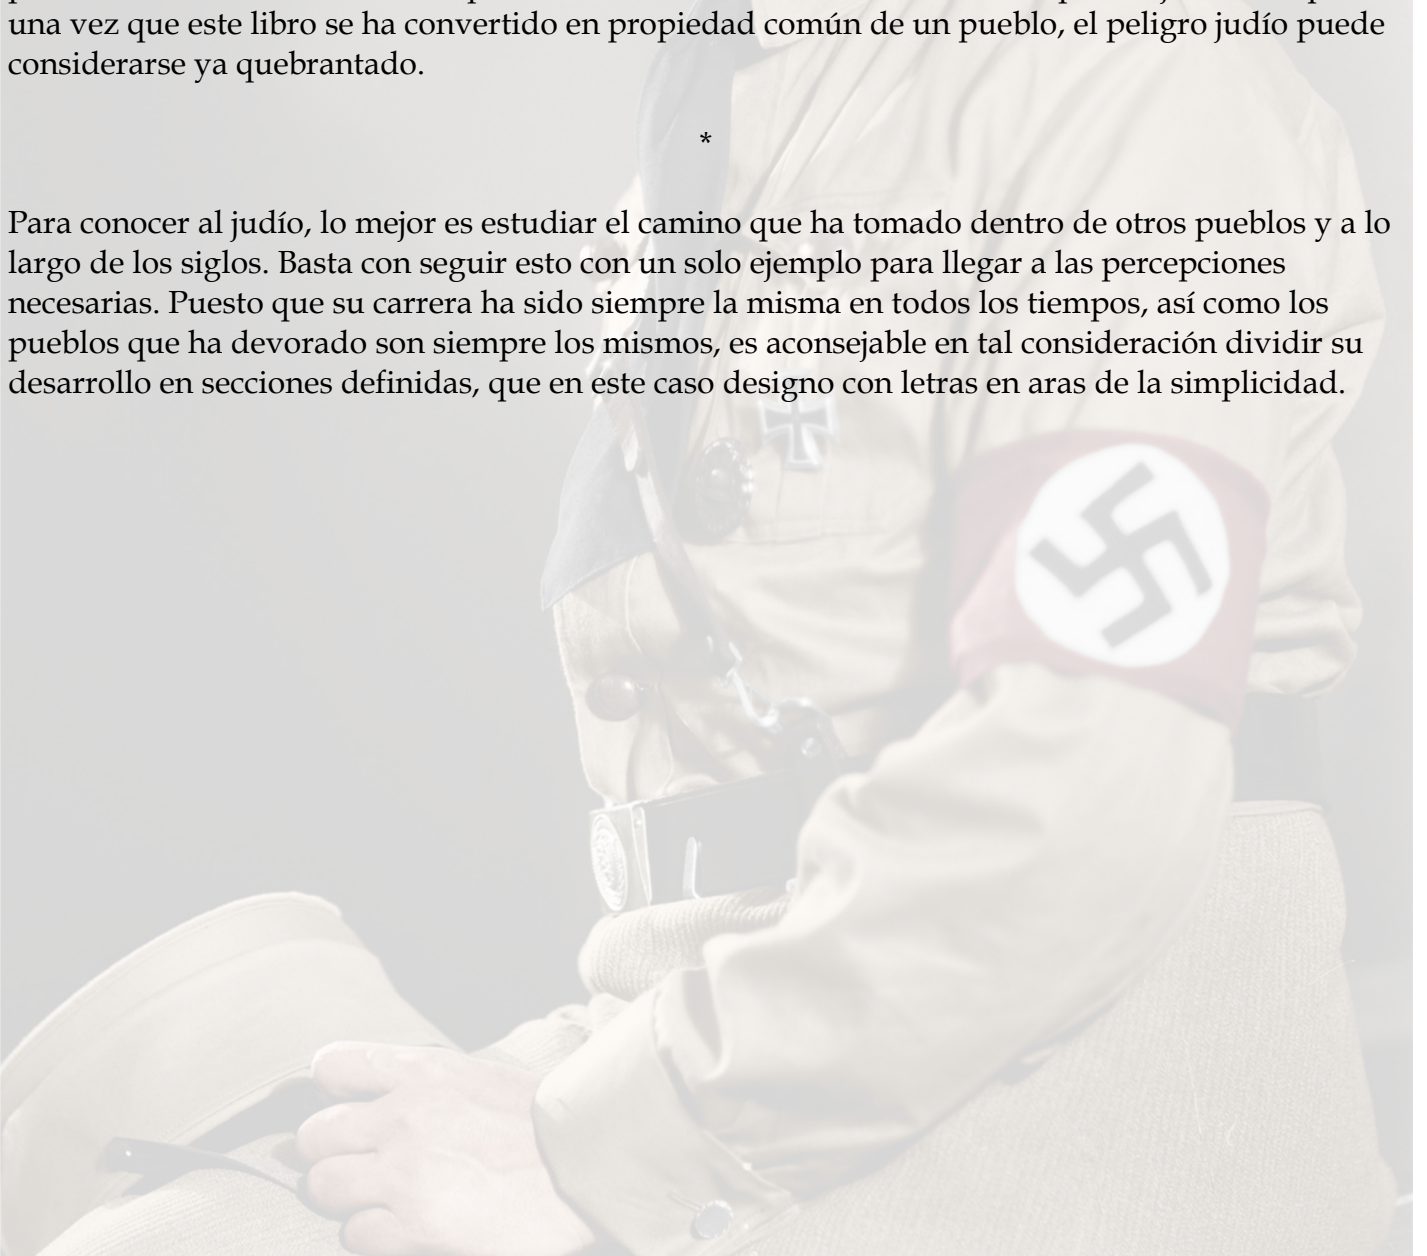 una vez que este libro se ha convertido en propiedad común de un pueblo, el peligro judío puede
considerarse ya quebrantado.
*
Para conocer al judío, lo mejor es estudiar el camino que ha tomado dentro de otros pueblos y a lo
largo de los siglos. Basta con seguir esto con un solo ejemplo para llegar a las percepciones
necesarias. Puesto que su carrera ha sido siempre la misma en todos los tiempos, así como los
pueblos que ha devorado son siempre los mismos, es aconsejable en tal consideración dividir su
desarrollo en secciones definidas, que en este caso designo con letras en aras de la simplicidad.